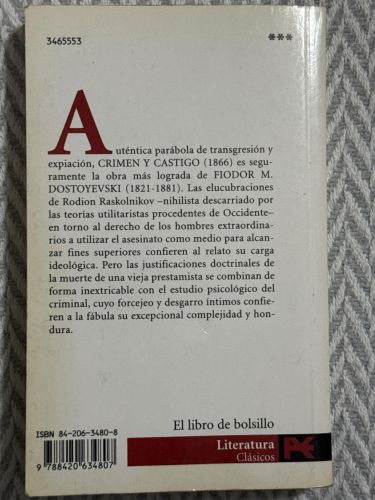 3465553
***
Auténtica parábola de transgresión y
expiación, CRIMEN Y CASTIGO (1866) es segu-
ramente la obra más lograda de FIODOR M.
DOSTOYEVSKI (1821-1881). Las elucubraciones
de Rodion Raskolnikov –nihilista descarriado por
las teorías utilitaristas procedentes de Occidente–
en torno al derecho de los hombres extraordina-
rios a utilizar el asesinato como medio para alcan-
zar fines superiores confieren al relato su carga
ideológica. Pero las justificaciones doctrinales de
la muerte de una vieja prestamista se combinan de
forma inextricable con el estudio psicológico del
criminal, cuyo forcejeo y desgarro íntimos confie-
ren a la fábula su excepcional complejidad y hon-
dura.
El libro de bolsillo
ISBN 84-206-3480-8
Literatura
Clásicos
9 788420 634807